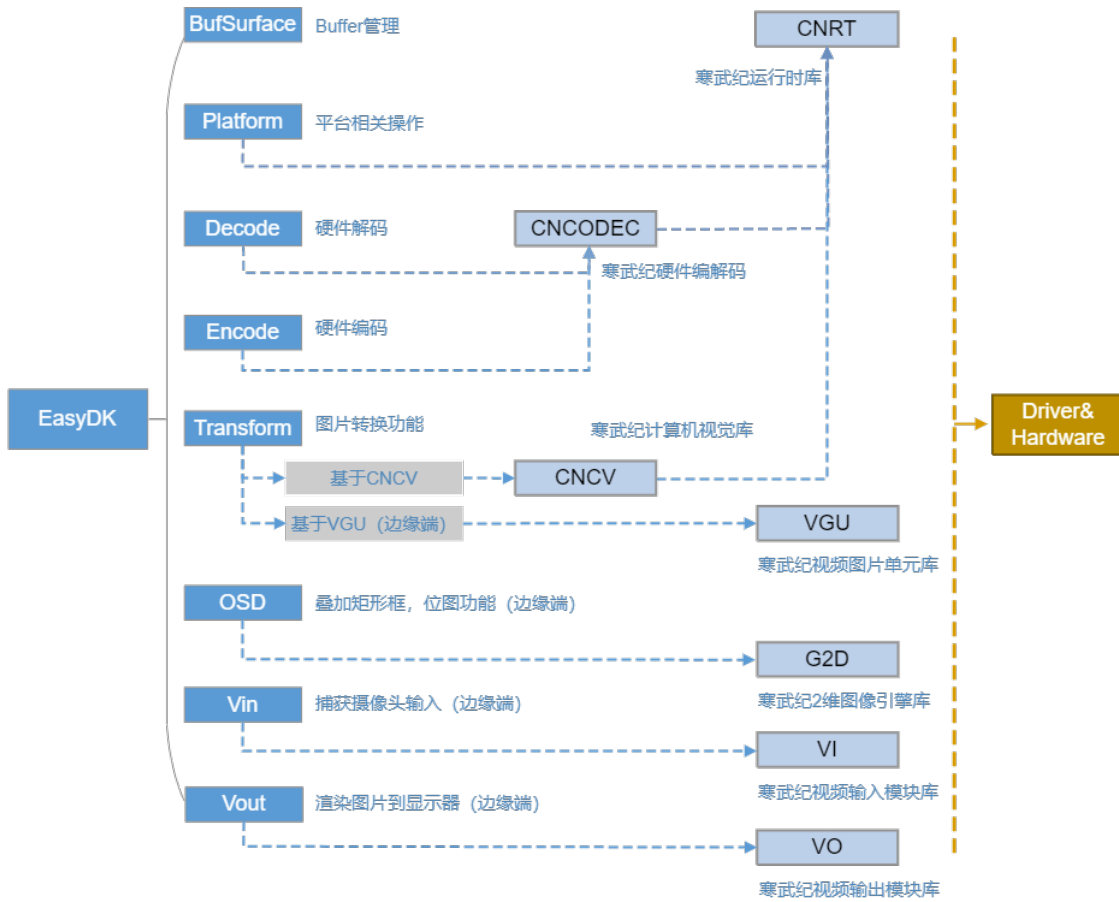 BufSurface
Buffer管理
CNRT
寒武纪运行时库
Platform
平台相关操作
Decode
硬件解码
CNCODEC
寒武纪硬件编解码
Encode
硬件编码
EasyDK
Transform
图片转换功能
寒武纪计算机视觉库
Driver&
Hardware
基于CNCV
CNCV
基于VGU（边缘端）
VGU
寒武纪视频图片单元库
OSD
叠加矩形框，位图功能（边缘端）
G2D
寒武纪2维图像引擎库
Vin
捕获摄像头输入（边缘端）
VI
寒武纪视频输入模块库
Vout
渲染图片到显示器（边缘端）
VO
寒武纪视频输出模块库